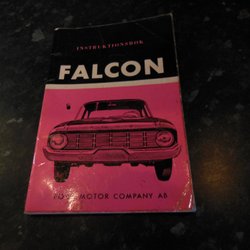 INSTRUKTIONSBOK
FALCON
FORD MOTOR COMPANY AB